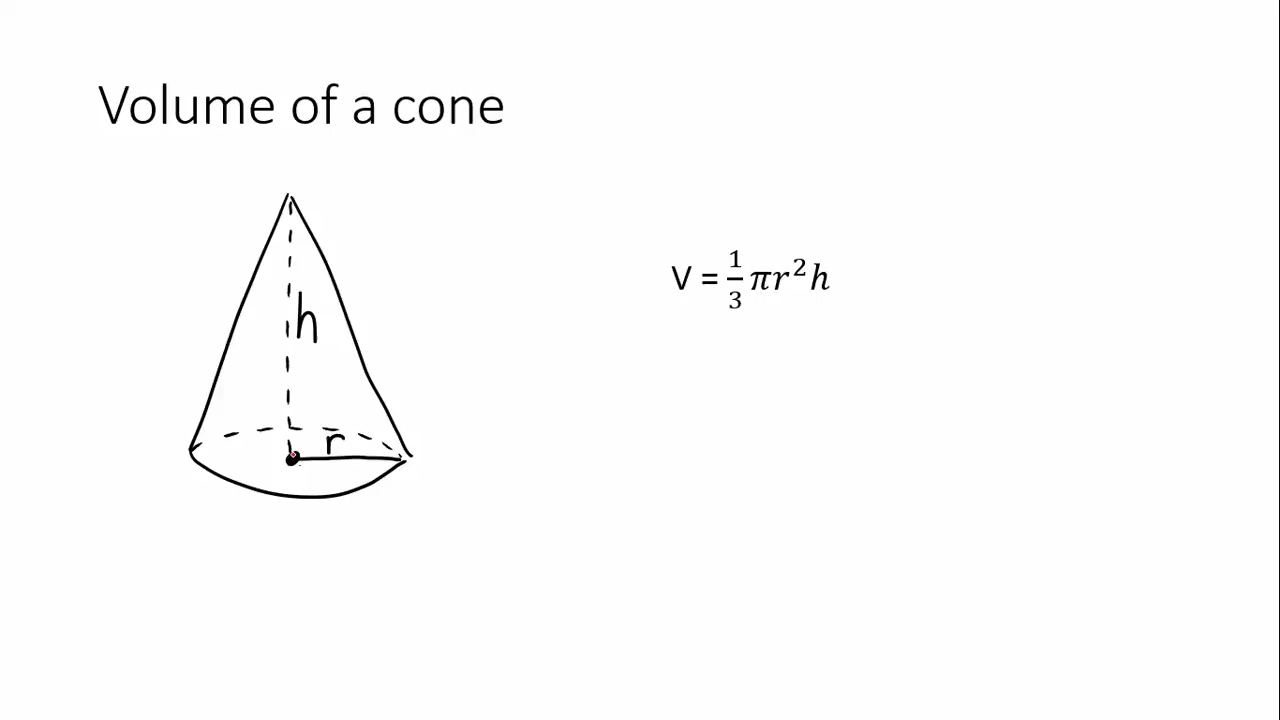 Volume of a cone
h
V = 1/3 πr²h
r